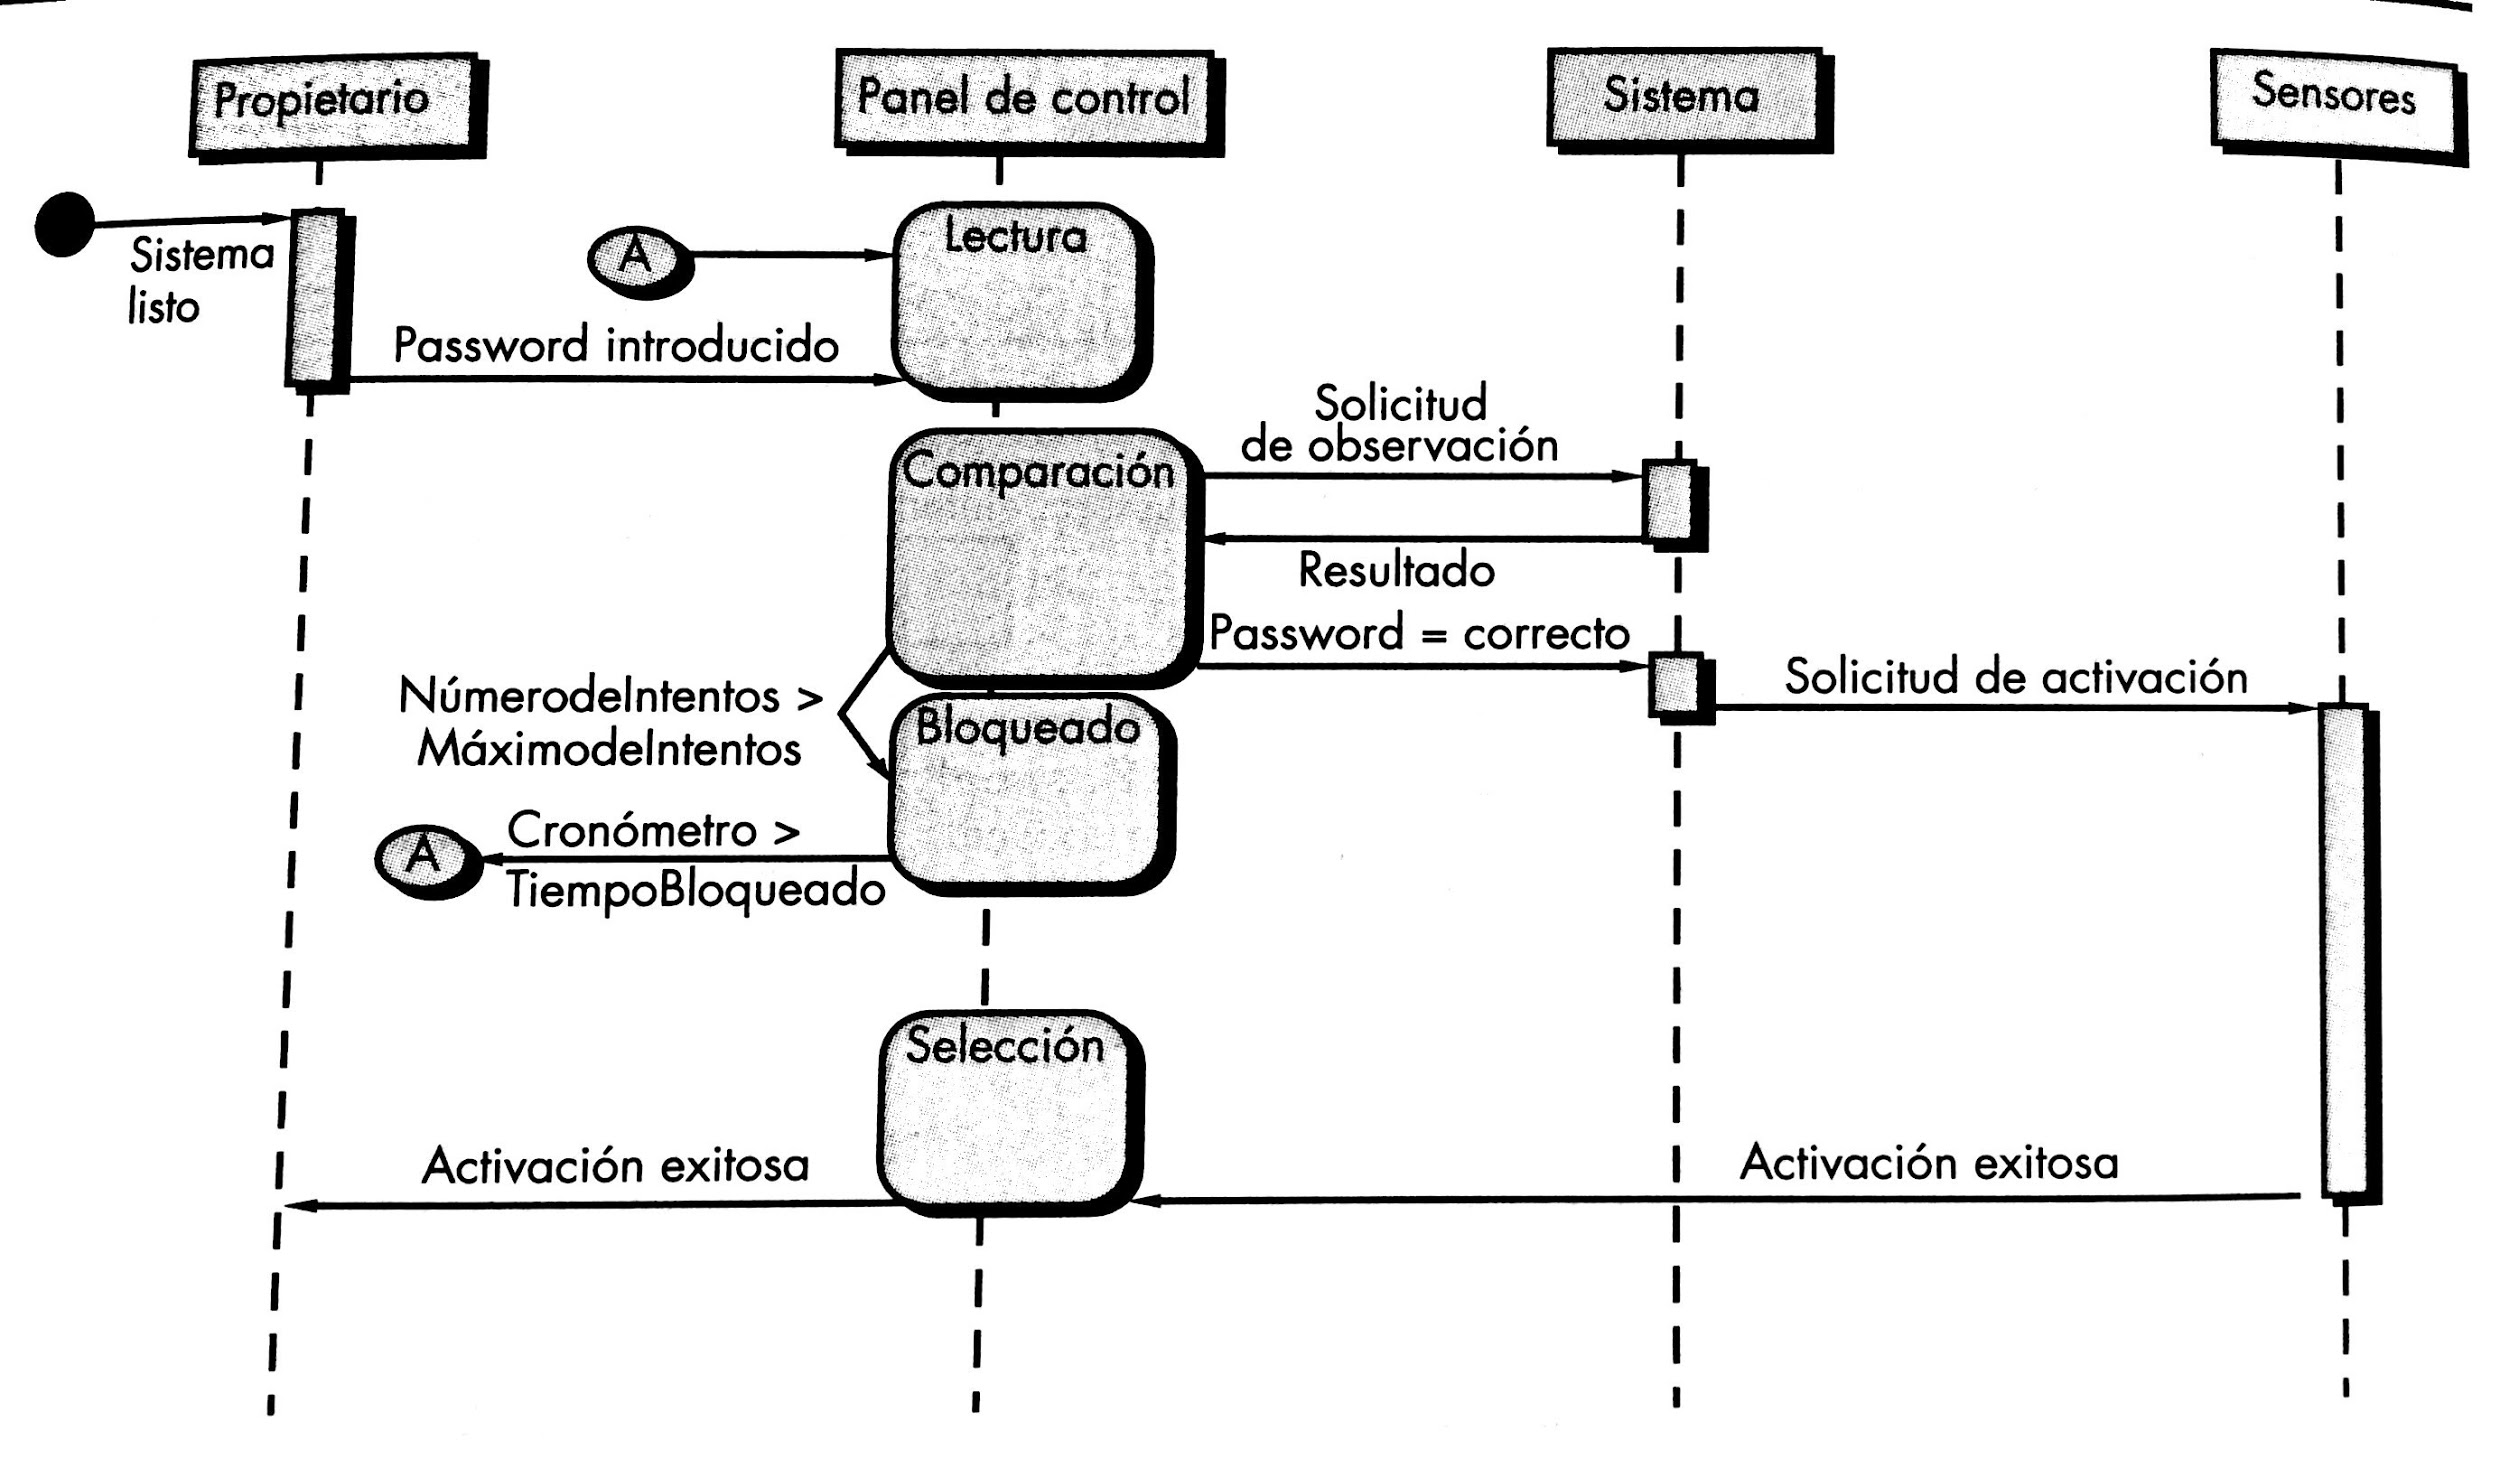 Propietario
Panel de control
Sistema
Sensores
Sistema
listo
A
Lectura
Password introducido
Solicitud
de observación
Comparación
Resultado
Password = correcto
NúmerodeIntentos >
MáximodeIntentos
Solicitud de activación
Bloqueado
A
Cronómetro >
TiempoBloqueado
Selección
Activación exitosa
Activación exitosa